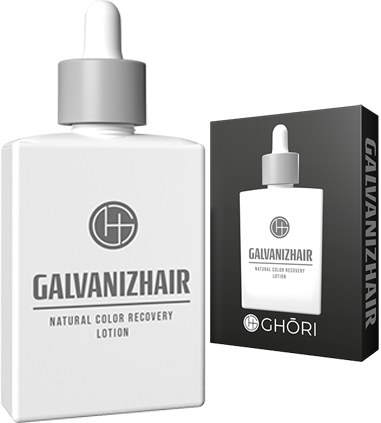 GALVANIZHAIR
NATURAL COLOR RECOVERY
LOTION
GALVANIZHAIR
NATURAL COLOR RECOVERY
LOTION
GHŌRI
GALVANIZHAIR